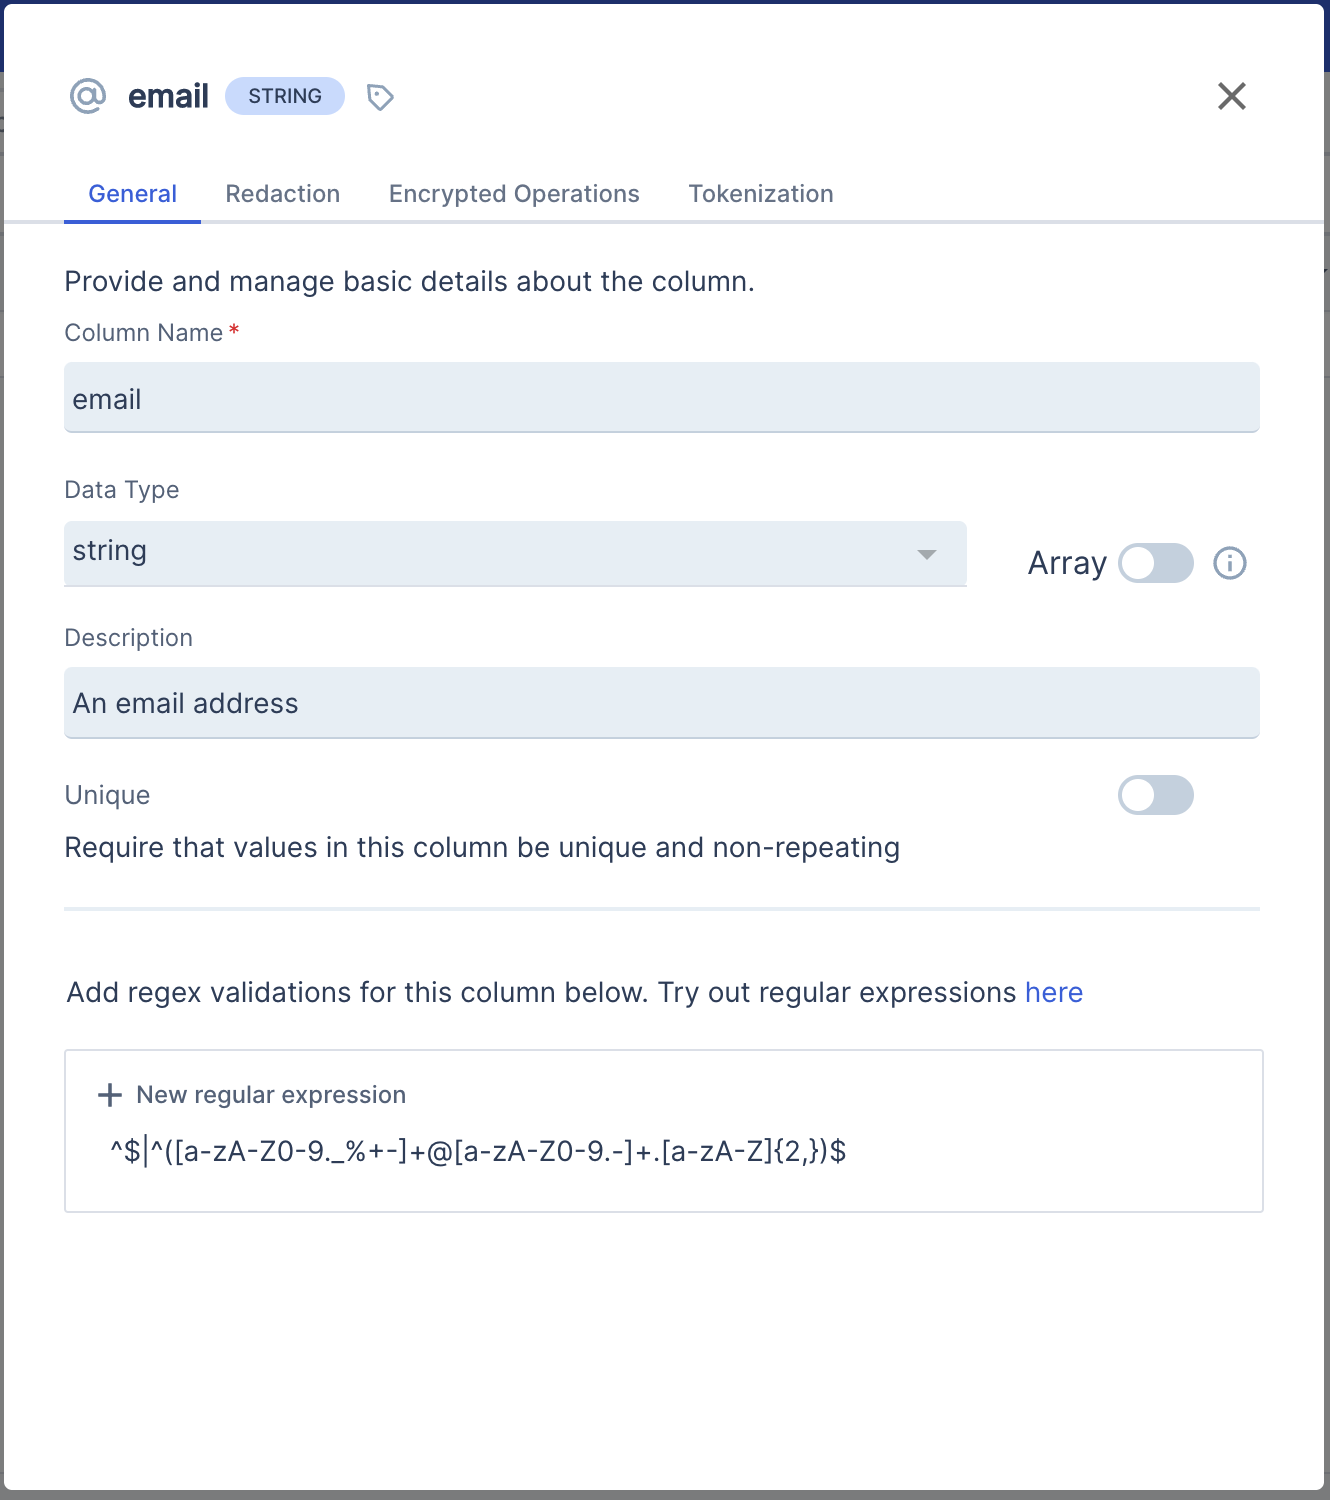 email STRING
General Redaction Encrypted Operations Tokenization
Provide and manage basic details about the column.
Column Name *
email
Data Type
string
Array
Description
An email address
Unique
Require that values in this column be unique and non-repeating
Add regex validations for this column below. Try out regular expressions here
+ New regular expression
^$|^([a-zA-Z0-9._%+-]+@[a-zA-Z0-9.-]+.[a-zA-Z]{2,})$